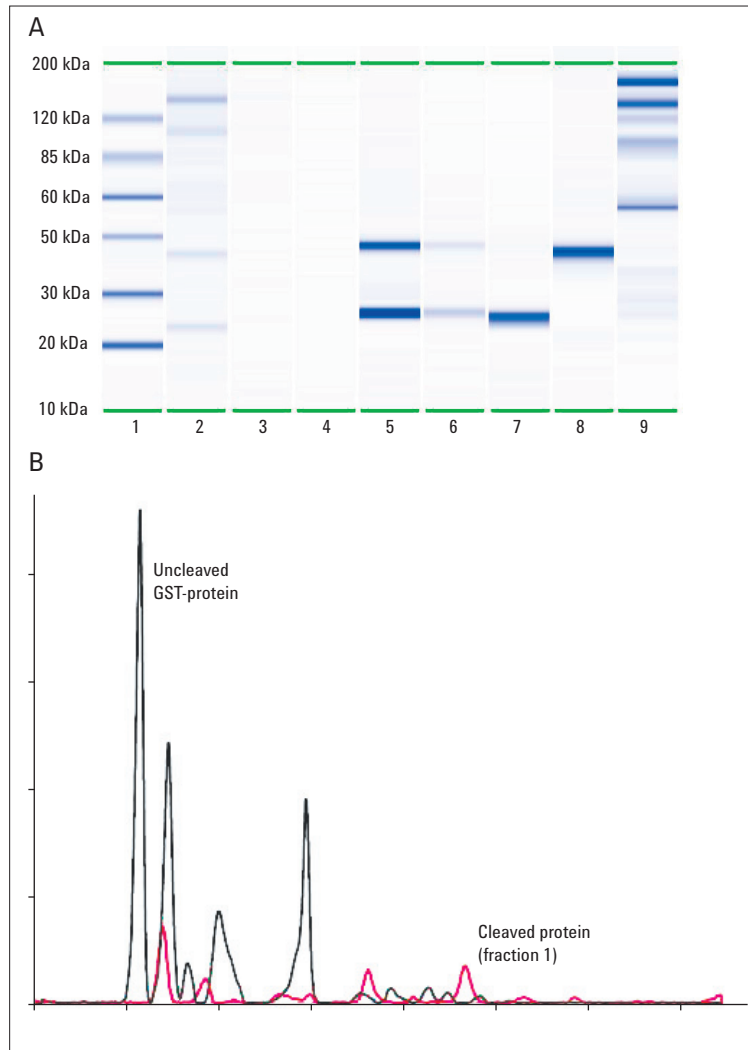 A
200 kDa
120 kDa
85 kDa
60 kDa
50 kDa
30 kDa
20 kDa
10 kDa
1 2 3 4 5 6 7 8 9
B
Uncleaved
GST-protein
Cleaved protein
(fraction 1)